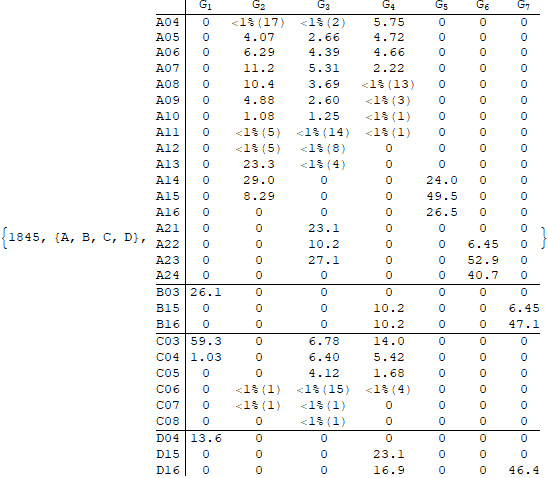 G1 G2 G3 G4 G5 G6 G7
A04 0 <1%(17) <1%(2) 5.75 0 0 0
A05 0 4.07 2.66 4.72 0 0 0
A06 0 6.29 4.39 4.66 0 0 0
A07 0 11.2 5.31 2.22 0 0 0
A08 0 10.4 3.69 <1%(13) 0 0 0
A09 0 4.88 2.60 <1%(3) 0 0 0
A10 0 1.08 1.25 <1%(1) 0 0 0
A11 0 <1%(5) <1%(14) <1%(1) 0 0 0
A12 0 <1%(5) <1%(8) 0 0 0 0
A13 0 23.3 <1%(4) 0 0 0 0
A14 0 29.0 0 0 24.0 0 0
A15 0 8.29 0 0 49.5 0 0
A16 0 0 0 0 26.5 0 0
A21 0 0 23.1 0 0 0 0
{1845, {A, B, C, D}, A22 0 0 10.2 0 0 6.45 0 }
A23 0 0 27.1 0 0 52.9 0
A24 0 0 0 0 0 40.7 0
B03 26.1 0 0 0 0 0 0
B15 0 0 0 10.2 0 0 6.45
B16 0 0 0 10.2 0 0 47.1
C03 59.3 0 6.78 14.0 0 0 0
C04 1.03 0 6.40 5.42 0 0 0
C05 0 0 4.12 1.68 0 0 0
C06 0 <1%(1) <1%(15) <1%(4) 0 0 0
C07 0 <1%(1) <1%(1) 0 0 0 0
C08 0 0 <1%(1) 0 0 0 0
D04 13.6 0 0 0 0 0 0
D15 0 0 0 23.1 0 0 0
D16 0 0 0 16.9 0 0 46.4